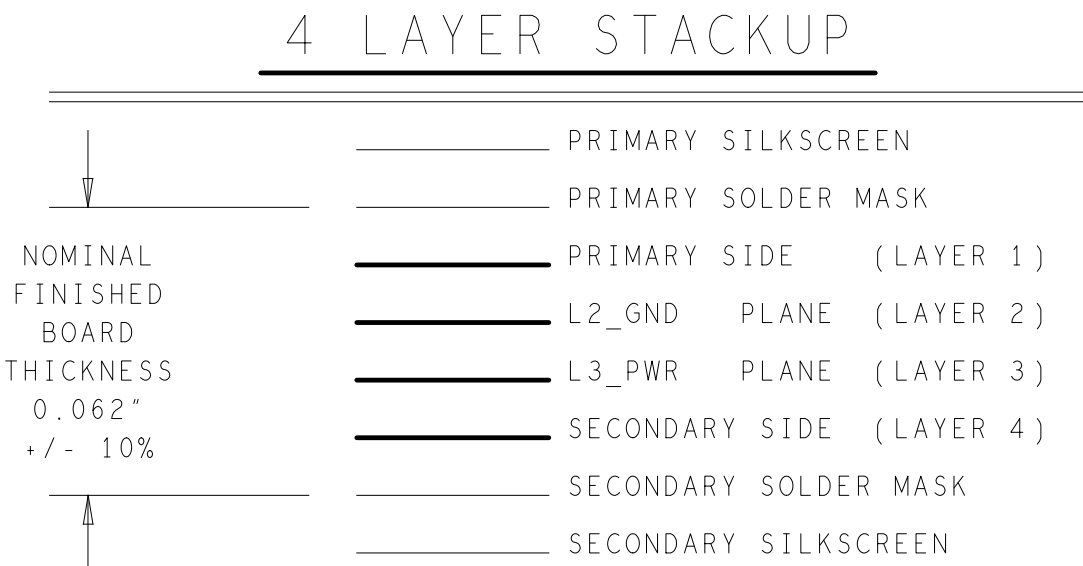 4 LAYER STACKUP
PRIMARY SILKSCREEN
PRIMARY SOLDER MASK
PRIMARY SIDE (LAYER 1)
L2_GND PLANE (LAYER 2)
L3_PWR PLANE (LAYER 3)
SECONDARY SIDE (LAYER 4)
SECONDARY SOLDER MASK
SECONDARY SILKSCREEN
NOMINAL
FINISHED
BOARD
THICKNESS
0.062"
+/- 10%